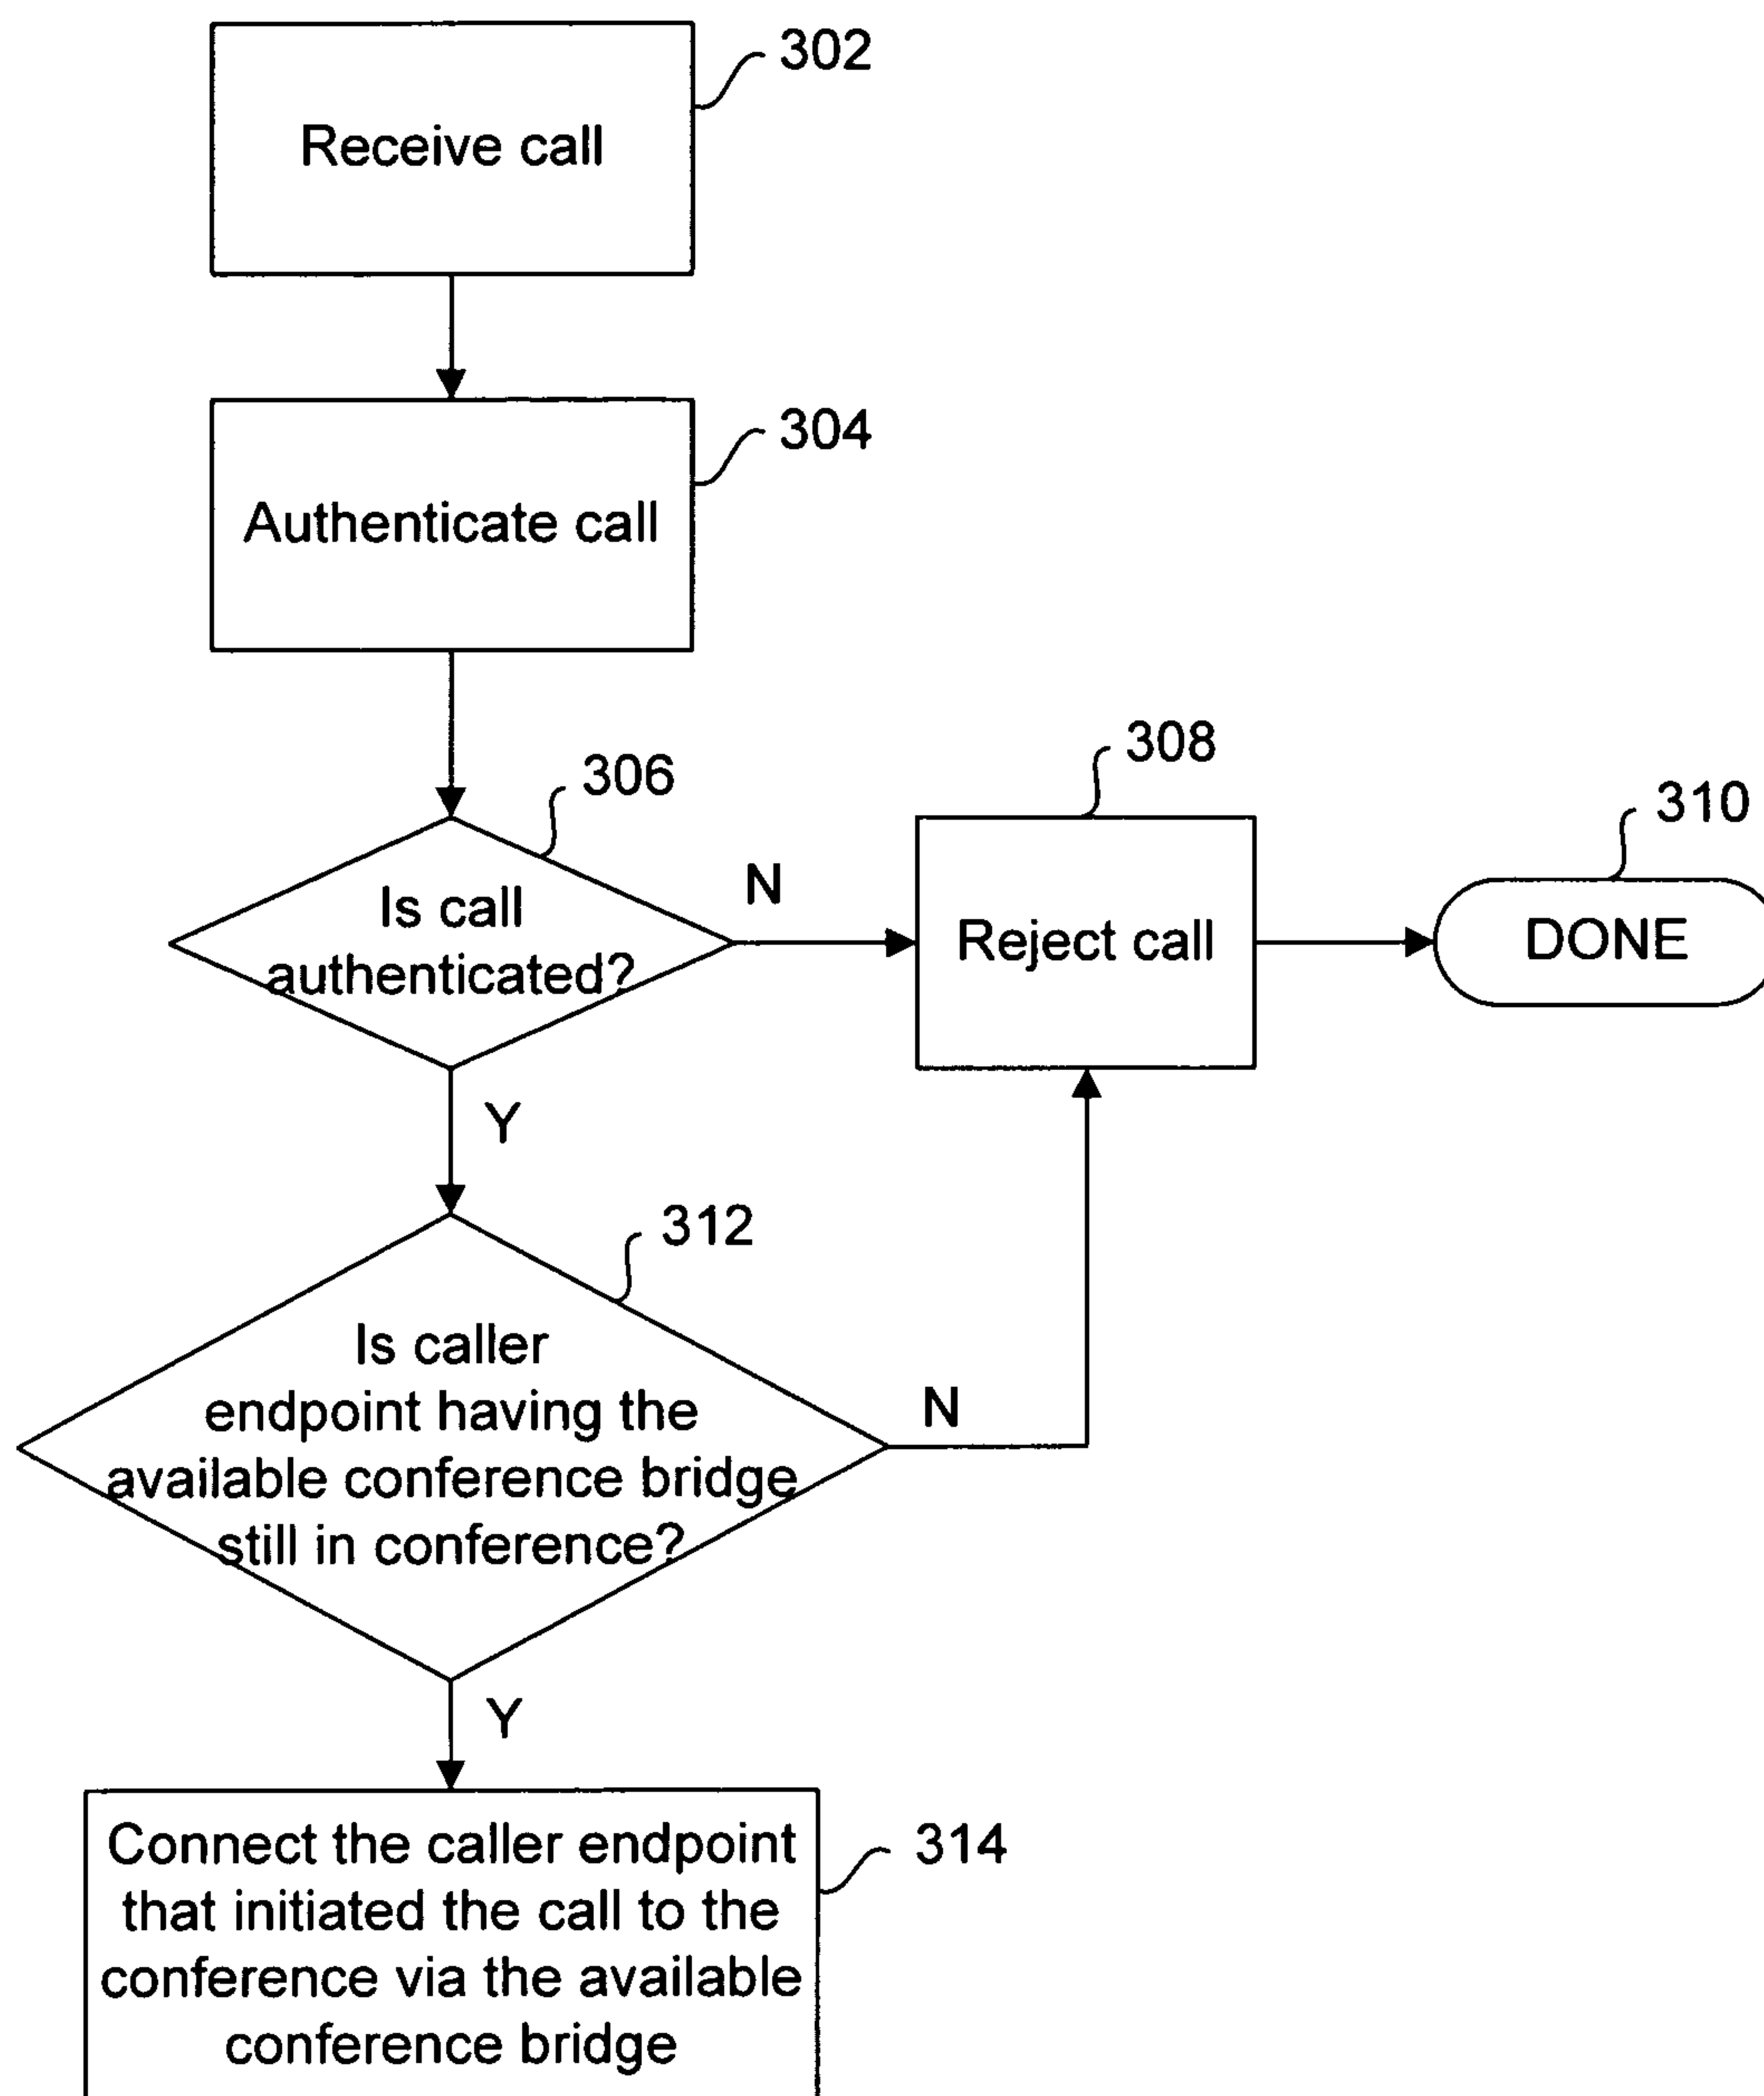 302
Receive call
304
Authenticate call
306
308
310
Is call
authenticated?
N
Reject call
DONE
Y
312
Is caller
endpoint having the
available conference bridge
still in conference?
N
Y
314
Connect the caller endpoint
that initiated the call to the
conference via the available
conference bridge